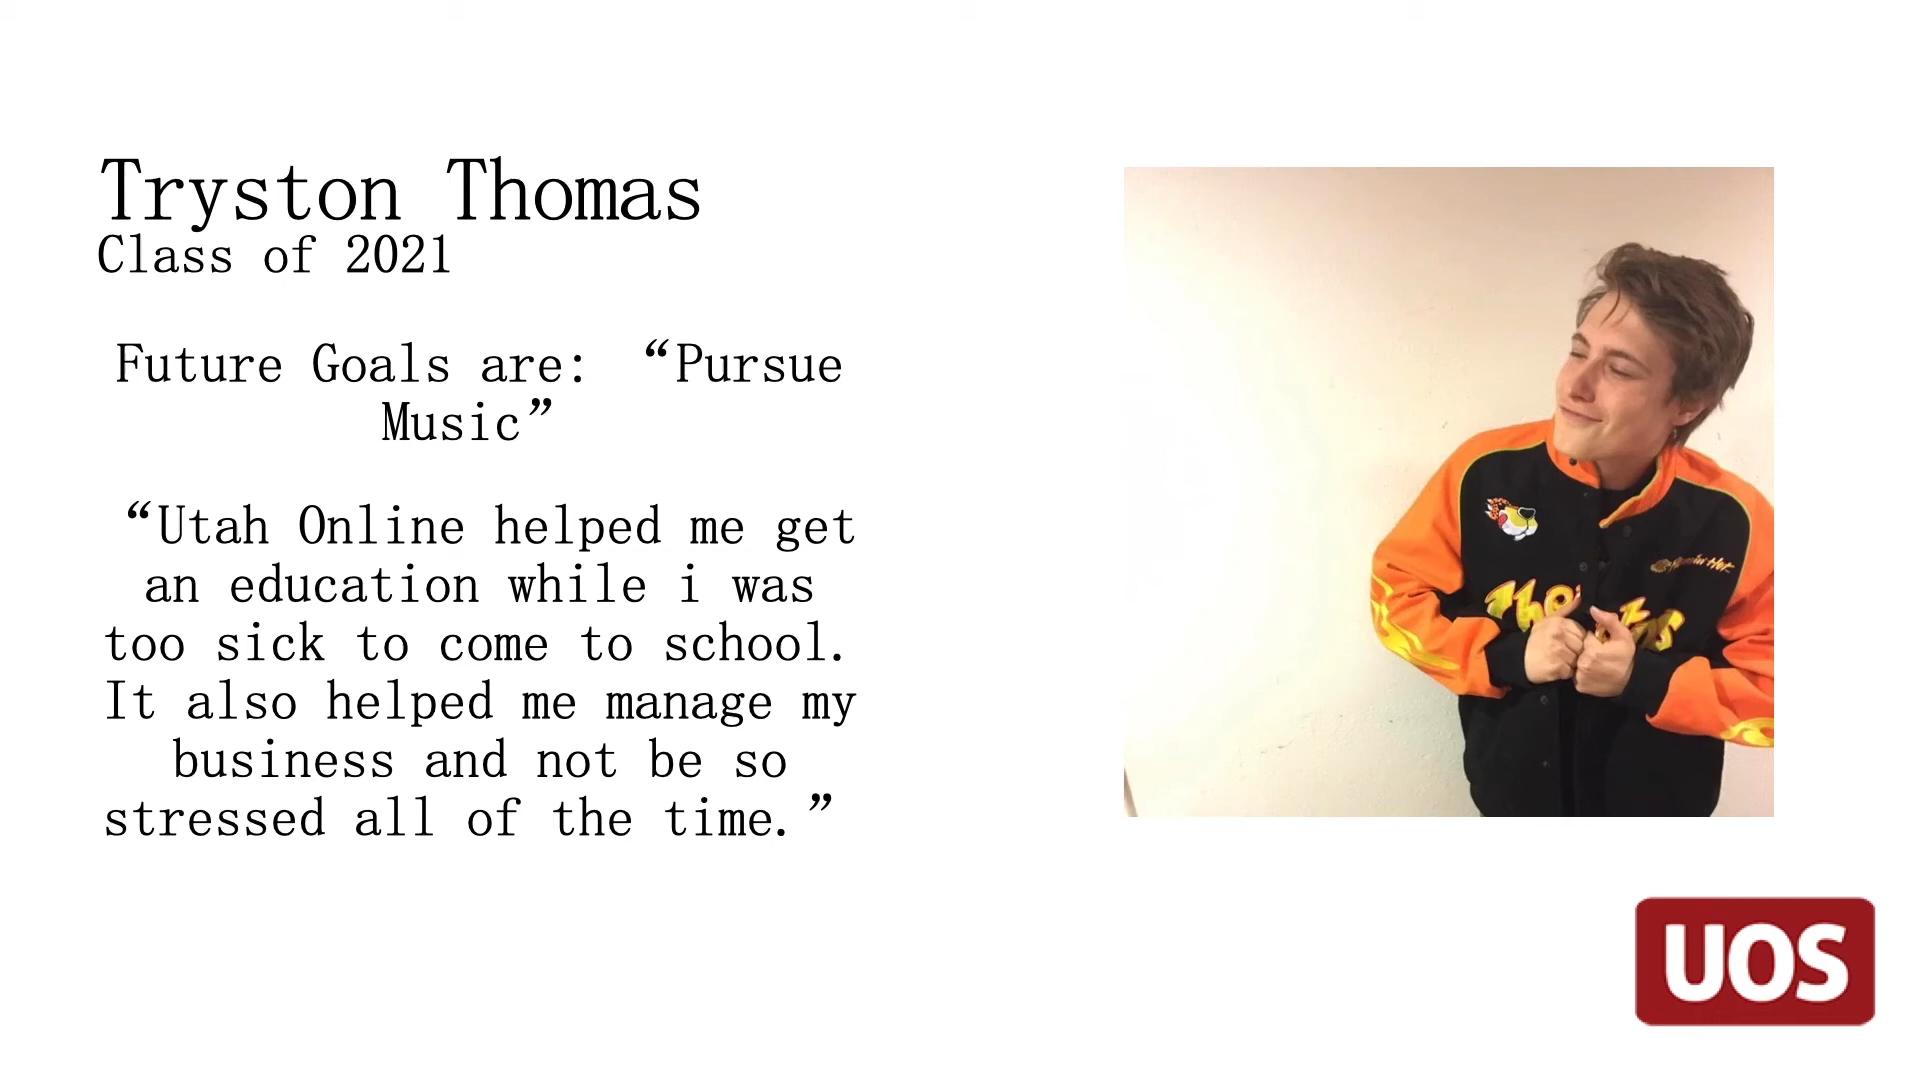 Tryston Thomas
Class of 2021
Future Goals are: “Pursue
Music”
“Utah Online helped me get
an education while i was
too sick to come to school.
It also helped me manage my
business and not be so
stressed all of the time.”
Flamin' Hot
UOS